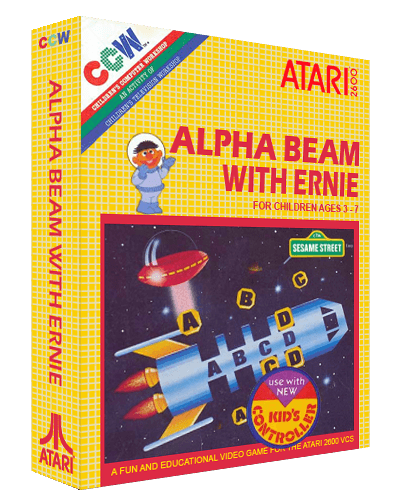 CCW
ALPHA BEAM WITH ERNIE
ATARI
CCW
CHILDREN'S COMPUTER WORKSHOP
AN ACTIVITY OF
CHILDREN'S TELEVISION WORKSHOP
ATARI 2600
ALPHA BEAM
WITH ERNIE
FOR CHILDREN AGES 3 - 7
SESAME STREET
A
B
C
D
A B C D
C D
A
use with
NEW
KID'S
CONTROLLER
A FUN AND EDUCATIONAL VIDEO GAME FOR THE ATARI 2600 VCS